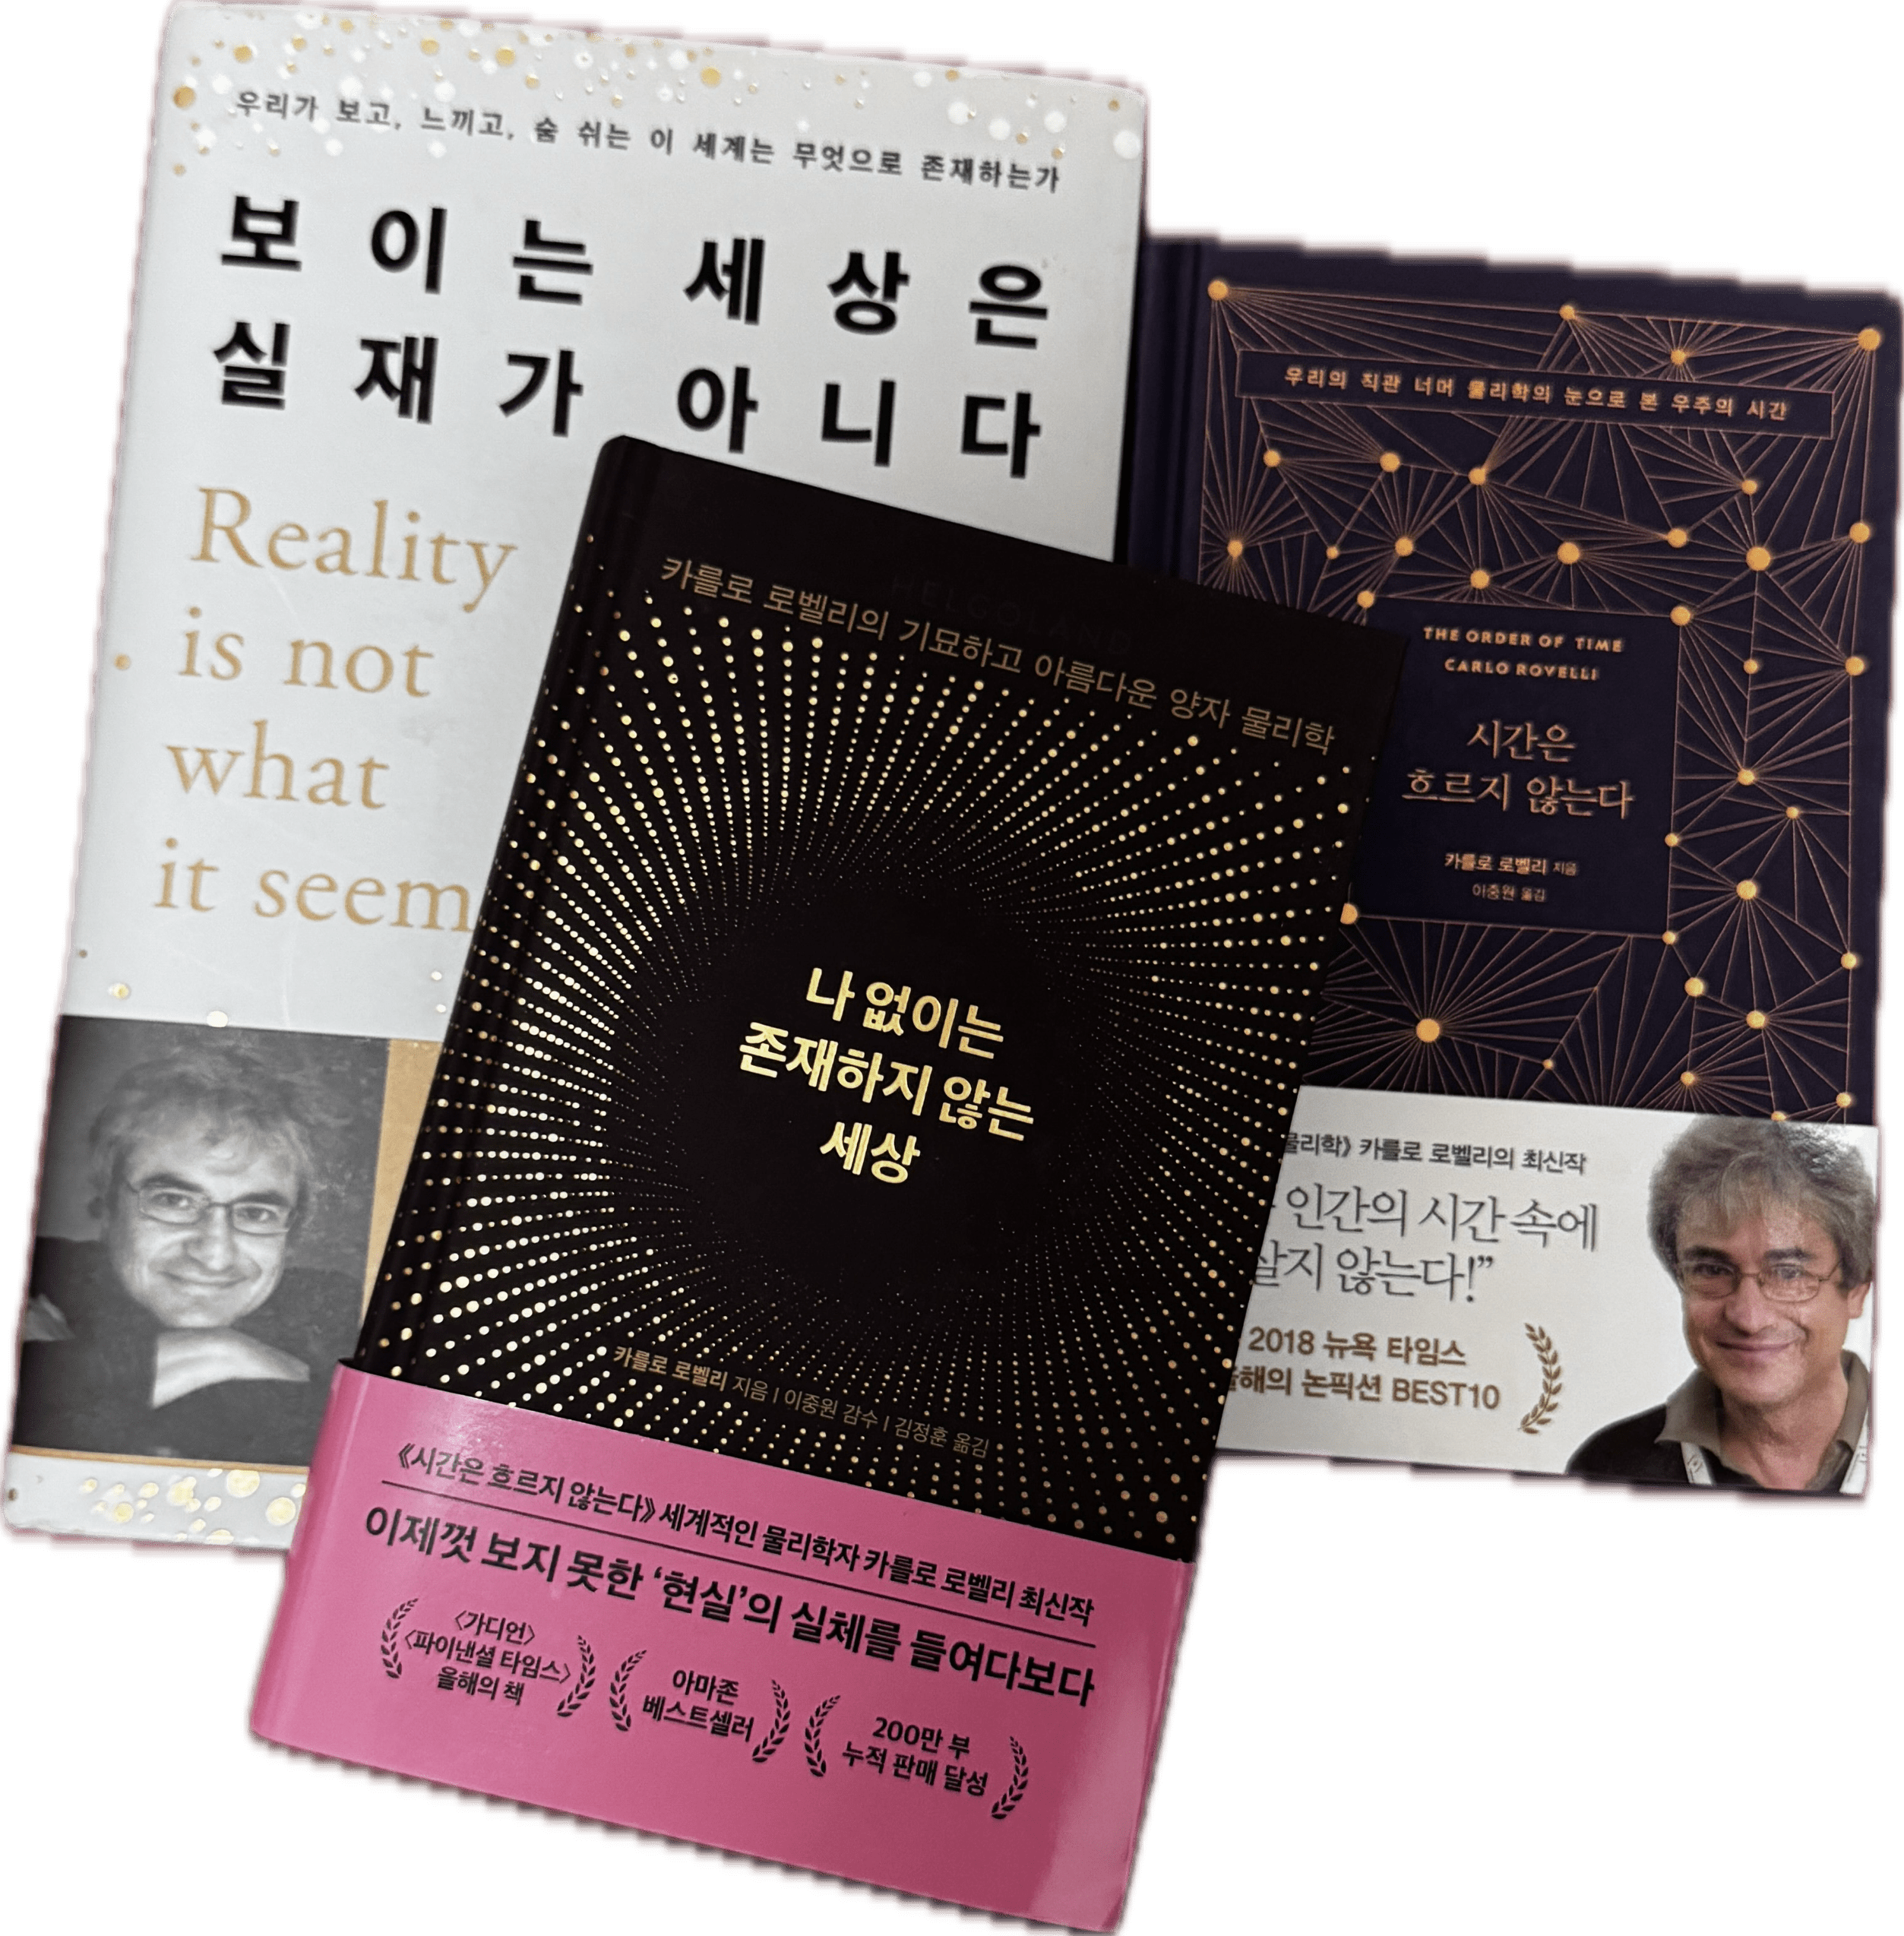 우리가 보고, 느끼고, 숨 쉬는 이 세계는 무엇으로 존재하는가
보이는 세상은
실재가 아니다
Reality
is not
what
it seem
우리의 직관 너머 물리학의 눈으로 본 우주의 시간
THE ORDER OF TIME
CARLO ROVELLI
시간은
흐르지 않는다
카를로 로벨리 지음
이중원 옮김
물리학》 카를로 로벨리의 최신작
인간의 시간 속에
살지 않는다!”
2018 뉴욕 타임스
올해의 논픽션 BEST10
HELGOLAND
카를로 로벨리의 기묘하고 아름다운 양자 물리학
나 없이는
존재하지 않는
세상
카를로 로벨리 지음 | 이중원 감수 | 김정훈 옮김
《시간은 흐르지 않는다》 세계적인 물리학자 카를로 로벨리 최신작
이제껏 보지 못한 ‘현실’의 실체를 들여다보다
〈가디언〉
〈파이낸셜 타임스〉
올해의 책
아마존
베스트셀러
200만 부
누적 판매 달성